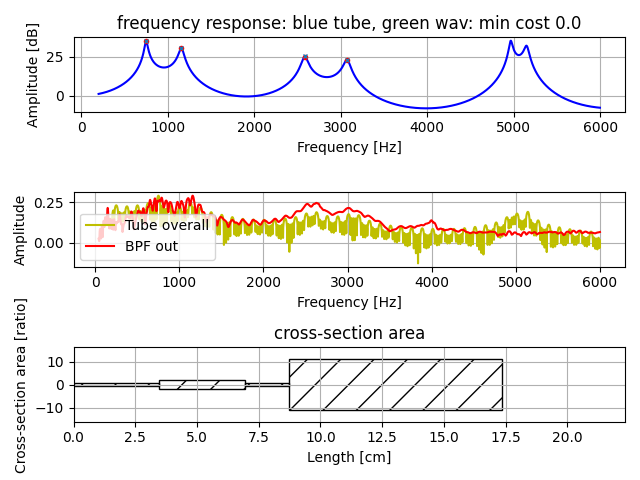 frequency response: blue tube, green wav: min cost 0.0
Amplitude [dB]
25
0
0 1000 2000 3000 4000 5000 6000
Frequency [Hz]
Amplitude
0.25
0.00
Tube overall
BPF out
0 1000 2000 3000 4000 5000 6000
Frequency [Hz]
cross-section area
Cross-section area [ratio]
10
0
−10
0.0 2.5 5.0 7.5 10.0 12.5 15.0 17.5 20.0
Length [cm]